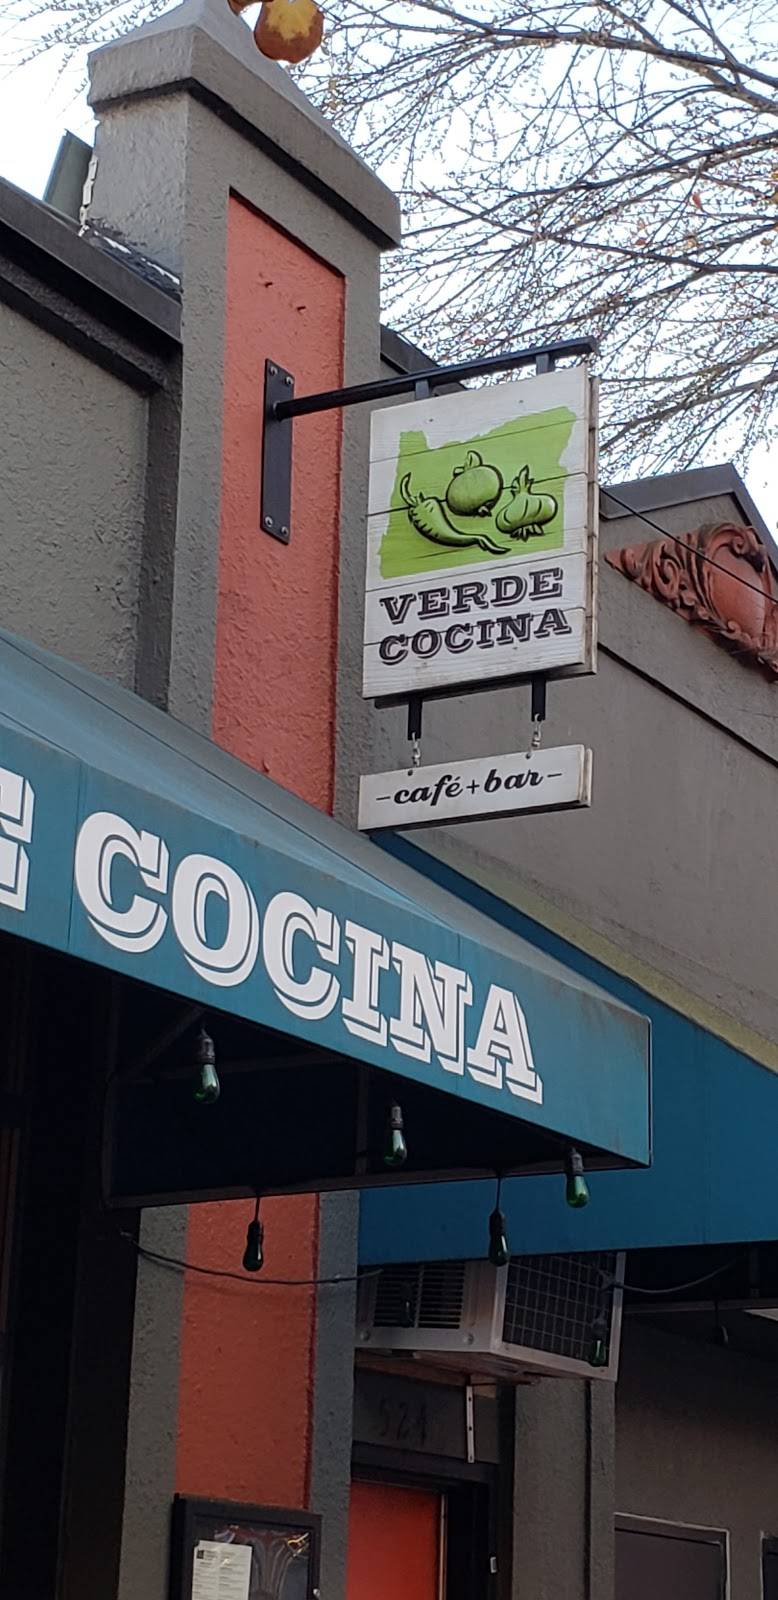 VERDE
COCINA
-café+bar-
E COCINA
524